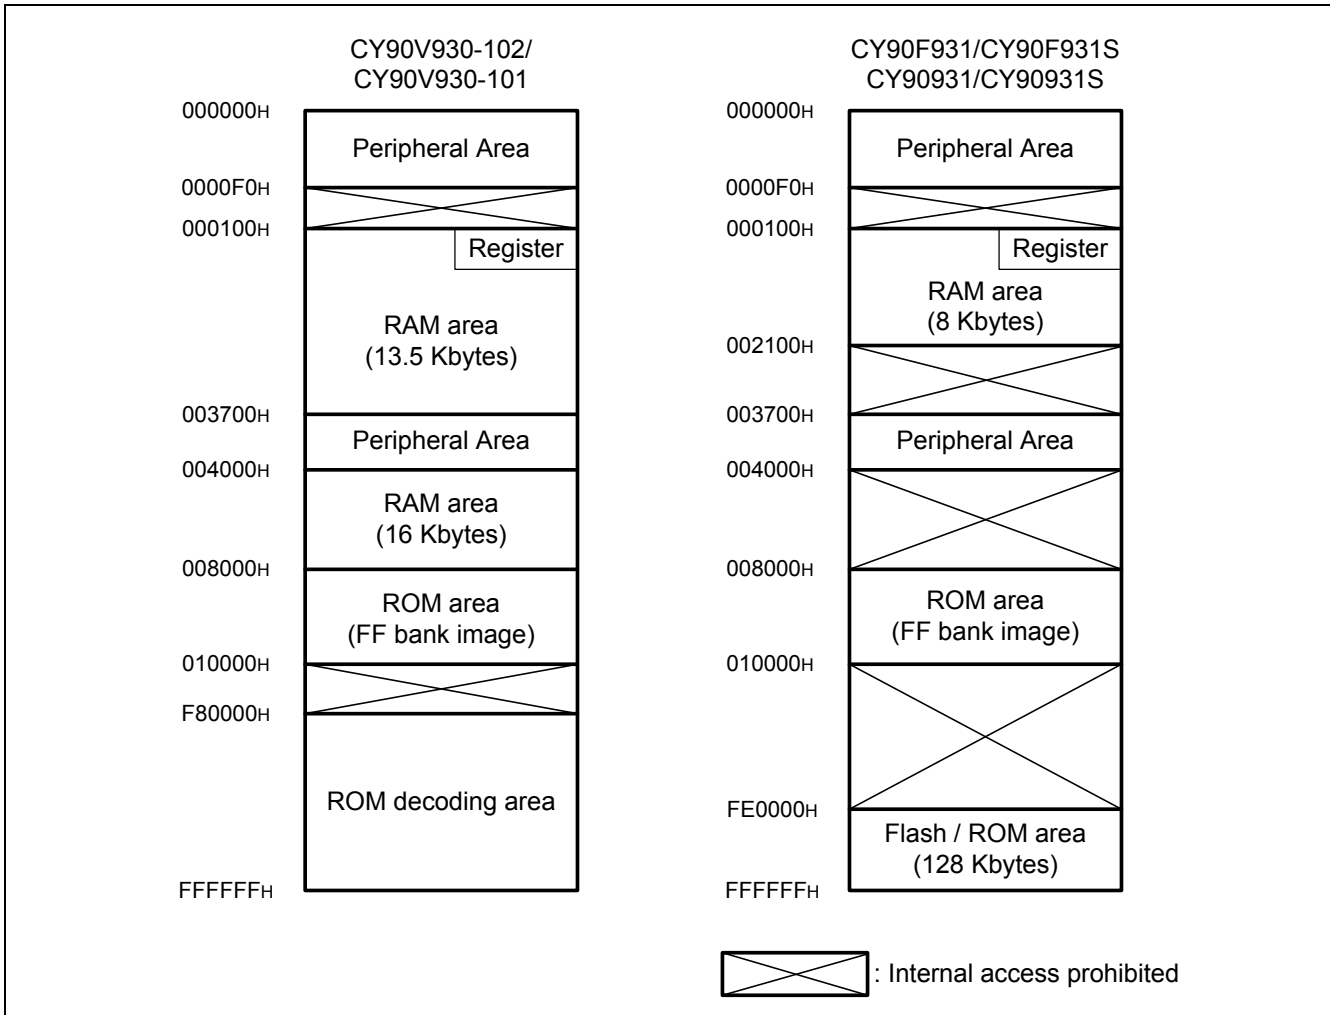 CY90V930-102/
CY90V930-101
000000H
Peripheral Area
0000F0H
000100H
Register
RAM area
(13.5 Kbytes)
003700H
Peripheral Area
004000H
RAM area
(16 Kbytes)
008000H
ROM area
(FF bank image)
010000H
F80000H
ROM decoding area
FFFFFFH
CY90F931/CY90F931S
CY90931/CY90931S
000000H
Peripheral Area
0000F0H
000100H
Register
RAM area
(8 Kbytes)
002100H
003700H
Peripheral Area
004000H
008000H
ROM area
(FF bank image)
010000H
FE0000H
Flash / ROM area
(128 Kbytes)
FFFFFFH
: Internal access prohibited